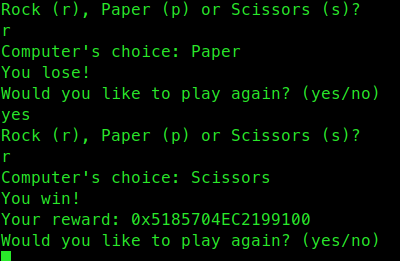 Rock (r), Paper (p) or Scissors (s)?
r
Computer's choice: Paper
You lose!
Would you like to play again? (yes/no)
yes
Rock (r), Paper (p) or Scissors (s)?
r
Computer's choice: Scissors
You win!
Your reward: 0x5185704EC2199100
Would you like to play again? (yes/no)